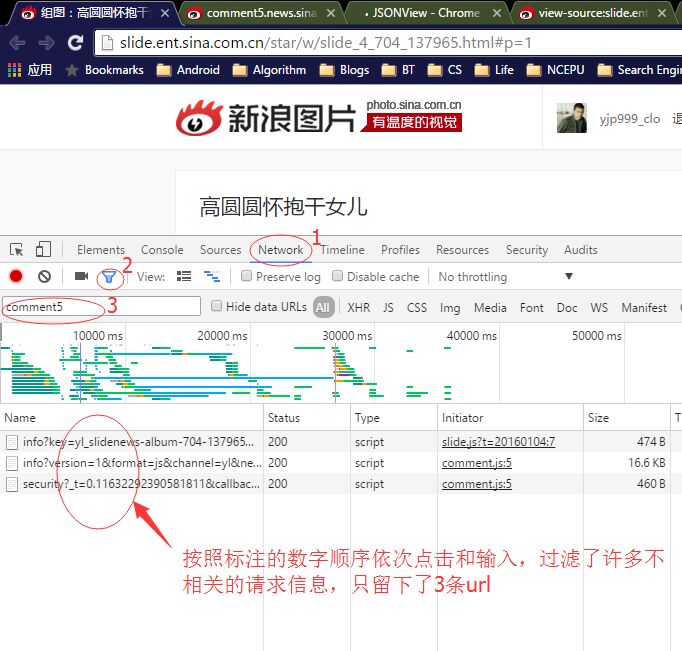 组图：高圆圆怀抱干
comment5.news.sina
JSONView - Chrome
view-source:slide.ent
slide.ent.sina.com.cn/star/w/slide_4_704_137965.html#p=1
应用 Bookmarks Android Algorithm Blogs BT CS Life NCEPU Search Engin
新浪图片 photo.sina.com.cn
有温度的视觉
yjp999_clo 退
高圆圆怀抱干女儿
1
Elements Console Sources Network Timeline Profiles Resources Security Audits
2
View: Preserve log Disable cache No throttling
comment5 3 Hide data URLs All XHR JS CSS Img Media Font Doc WS Manifest
10000 ms 20000 ms 30000 ms 40000 ms 50000 ms
Name Status Type Initiator Size T
info?key=yl_slidenews-album-704-137965... 200 script slide.js?t=20160104:7 474 B
info?version=1&format=js&channel=yl&ne... 200 script comment.js:5 16.6 KB
security?_t=0.11632292390581811&callbac... 200 script comment.js:5 460 B
按照标注的数字顺序依次点击和输入，过滤了许多不
相关的请求信息，只留下了3条url